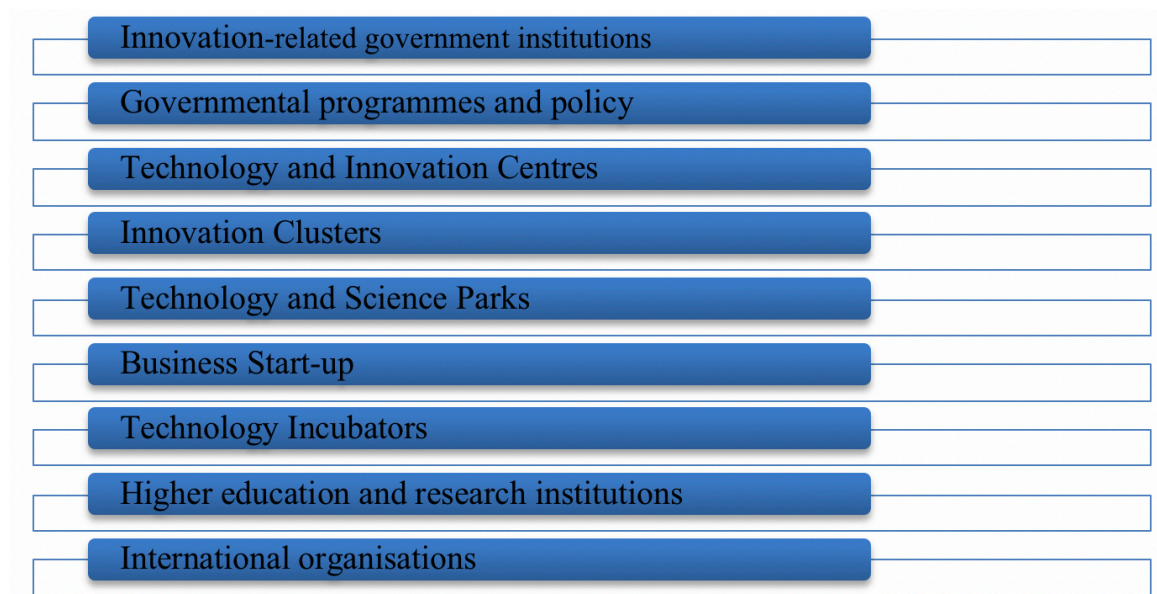 Innovation-related government institutions
Governmental programmes and policy
Technology and Innovation Centres
Innovation Clusters
Technology and Science Parks
Business Start-up
Technology Incubators
Higher education and research institutions
International organisations